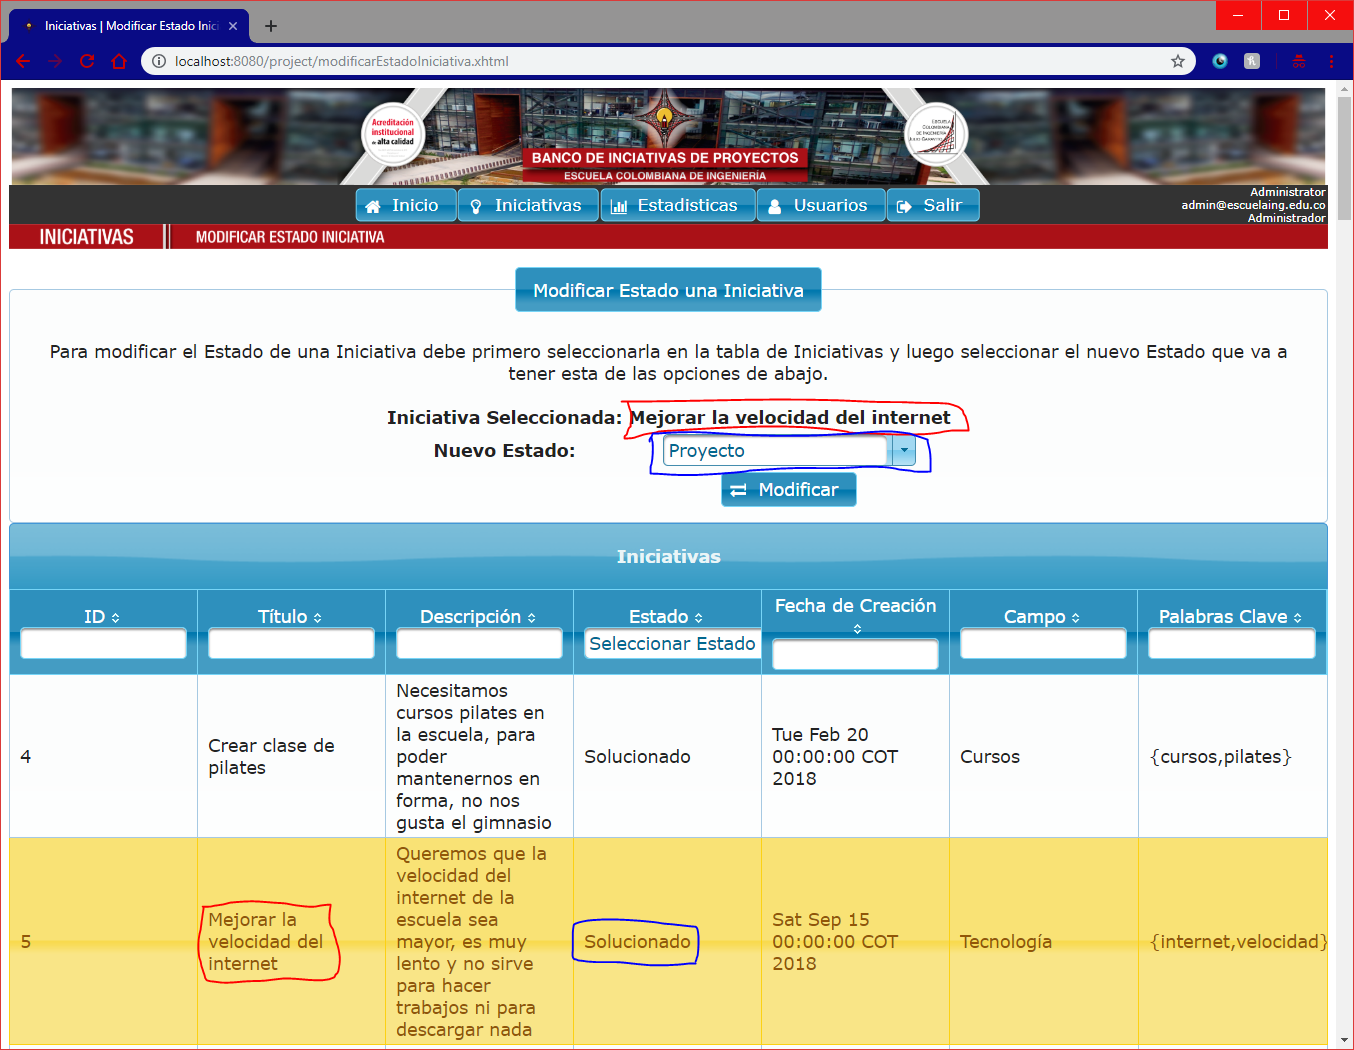 Iniciativas | Modificar Estado Inici
localhost:8080/project/modificarEstadoIniciativa.xhtml
Acreditación
institucional
de alta calidad
BANCO DE INCIATIVAS DE PROYECTOS
ESCUELA COLOMBIANA DE INGENIERÍA
ESCUELA
COLOMBIANA
DE INGENIERÍA
JULIO GARAVITO
Inicio
Iniciativas
Estadisticas
Usuarios
Salir
Administrator
admin@escuelaing.edu.co
Administrador
INICIATIVAS
MODIFICAR ESTADO INICIATIVA
Modificar Estado una Iniciativa
Para modificar el Estado de una Iniciativa debe primero seleccionarla en la tabla de Iniciativas y luego seleccionar el nuevo Estado que va a
tener esta de las opciones de abajo.
Iniciativa Seleccionada: Mejorar la velocidad del internet
Nuevo Estado: Proyecto
Modificar
Iniciativas
ID
Título
Descripción
Estado
Fecha de Creación
Campo
Palabras Clave
Seleccionar Estado
4
Crear clase de
pilates
Necesitamos
cursos pilates en
la escuela, para
poder
mantenernos en
forma, no nos
gusta el gimnasio
Solucionado
Tue Feb 20
00:00:00 COT
2018
Cursos
{cursos,pilates}
5
Mejorar la
velocidad del
internet
Queremos que la
velocidad del
internet de la
escuela sea
mayor, es muy
lento y no sirve
para hacer
trabajos ni para
descargar nada
Solucionado
Sat Sep 15
00:00:00 COT
2018
Tecnología
{internet,velocidad}